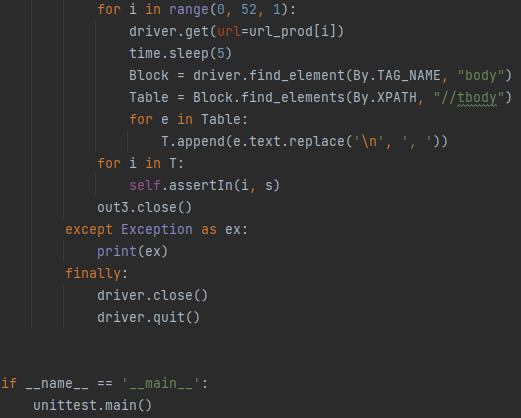 for i in range(0, 52, 1):
driver.get(url=url_prod[i])
time.sleep(5)
Block = driver.find_element(By.TAG_NAME, "body")
Table = Block.find_elements(By.XPATH, "//tbody")
for e in Table:
T.append(e.text.replace('\n', ', '))
for i in T:
self.assertIn(i, s)
out3.close()
except Exception as ex:
print(ex)
finally:
driver.close()
driver.quit()
if __name__ == '__main__':
unittest.main()